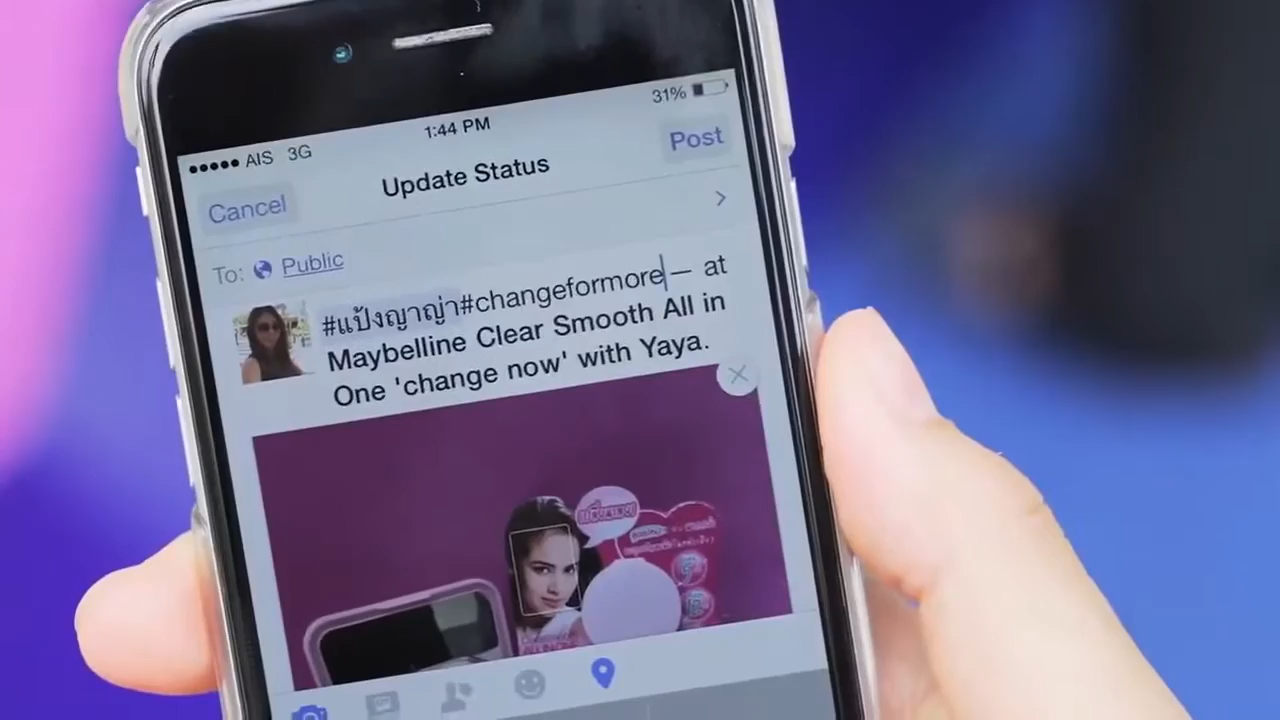 31%
1:44 PM
AIS 3G
Post
Update Status
Cancel
To: Public
#แป้งญาญ่า#changeformore — at
Maybelline Clear Smooth All in
One 'change now' with Yaya.